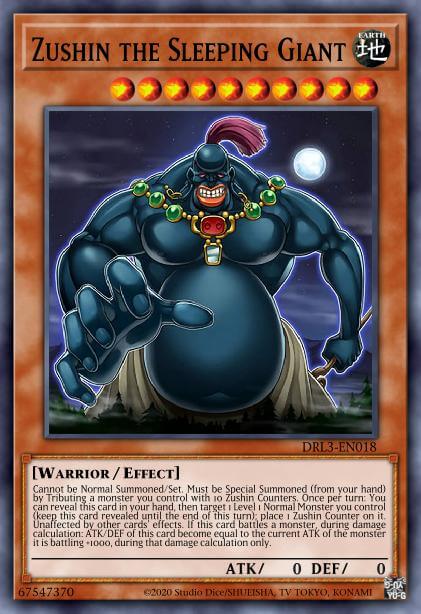 ZUSHIN THE SLEEPING GIANT
EARTH
地
DRL3-EN018
[WARRIOR / EFFECT]
Cannot be Normal Summoned/Set. Must be Special Summoned (from your hand)
by Tributing a monster you control with 10 Zushin Counters. Once per turn: You
can reveal this card in your hand, then target 1 Level 1 Normal Monster you control
(keep this card revealed until the end of this turn); place 1 Zushin Counter on it.
Unaffected by other cards' effects. If this card battles a monster, during damage
calculation: ATK/DEF of this card become equal to the current ATK of the monster
it is battling +1000, during that damage calculation only.
ATK/ 0 DEF/ 0
67547370 ©2020 Studio Dice/SHUEISHA, TV TOKYO, KONAMI